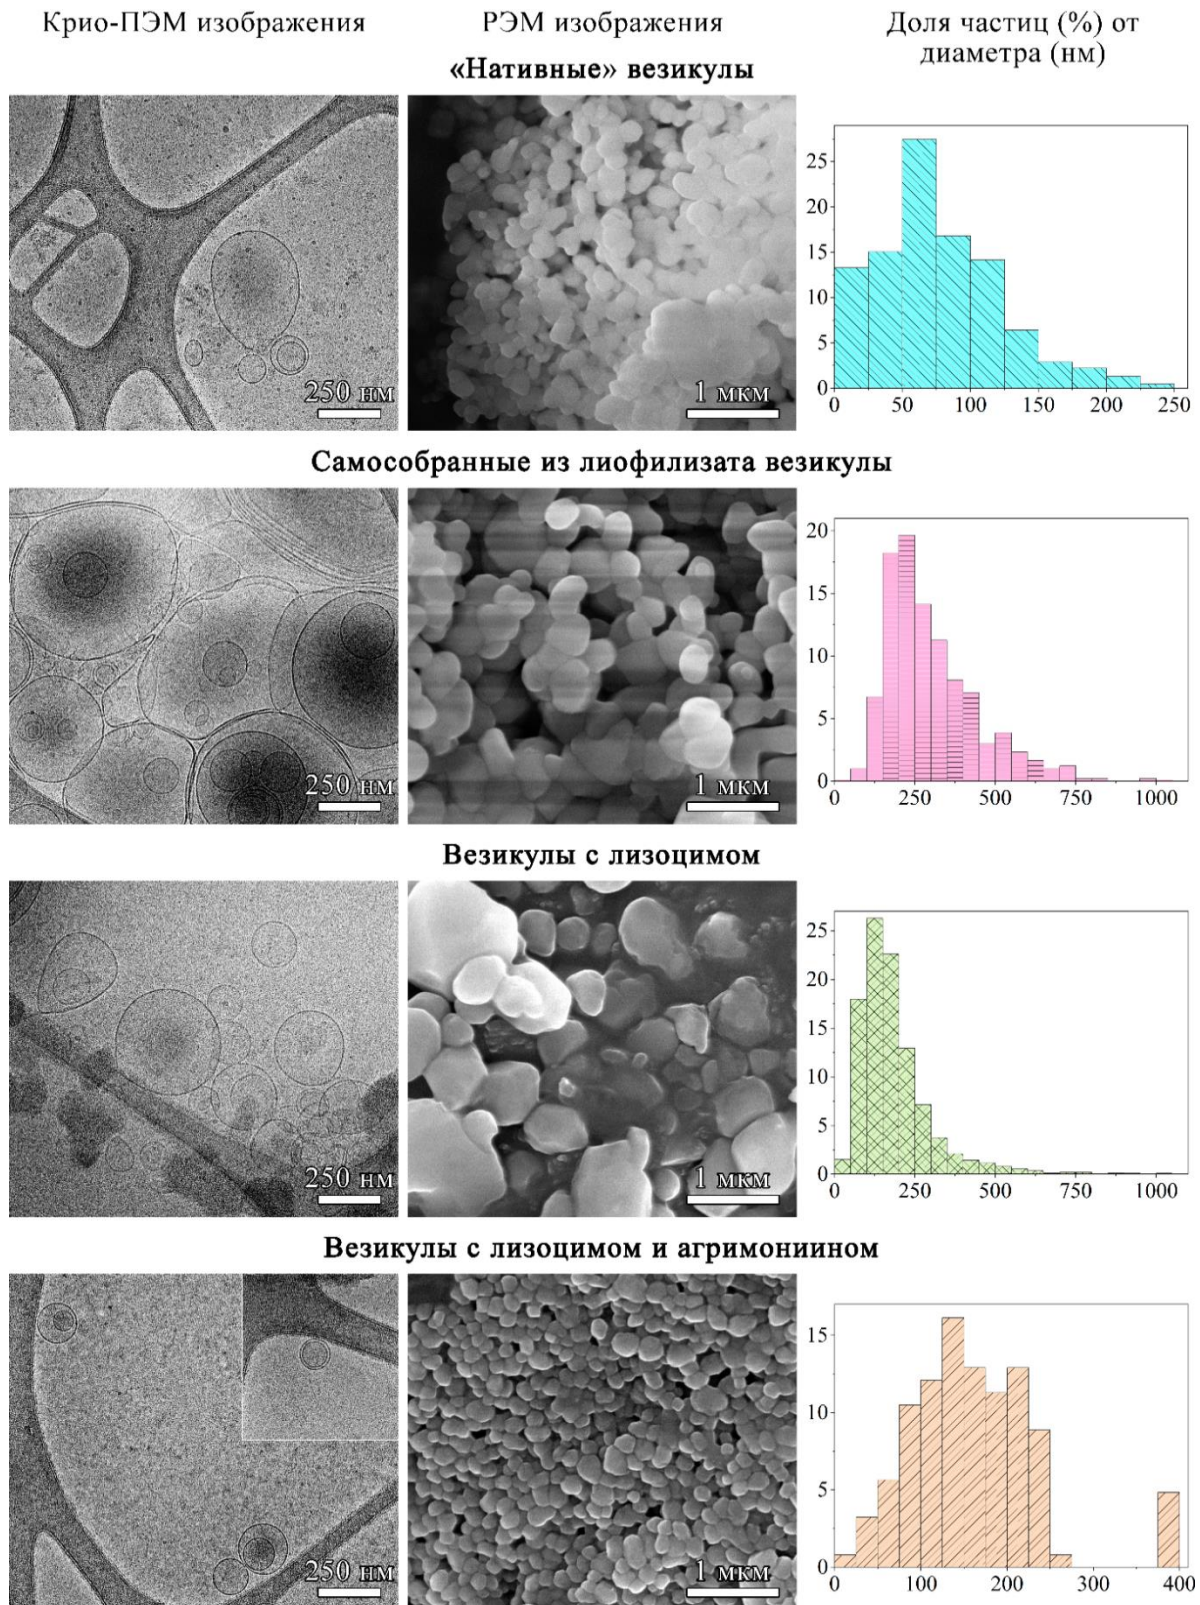 Крио-ПЭМ изображения
РЭМ изображения
Доля частиц (%) от
диаметра (нм)
«Нативные» везикулы
250 нм
1 мкм
25
20
15
10
5
0
0 50 100 150 200 250
Самособранные из лиофилизата везикулы
250 нм
1 мкм
20
15
10
5
0
0 250 500 750 1000
Везикулы с лизоцимом
250 нм
1 мкм
25
20
15
10
5
0
0 250 500 750 1000
Везикулы с лизоцимом и агримониином
250 нм
1 мкм
15
10
5
0
0 100 200 300 400